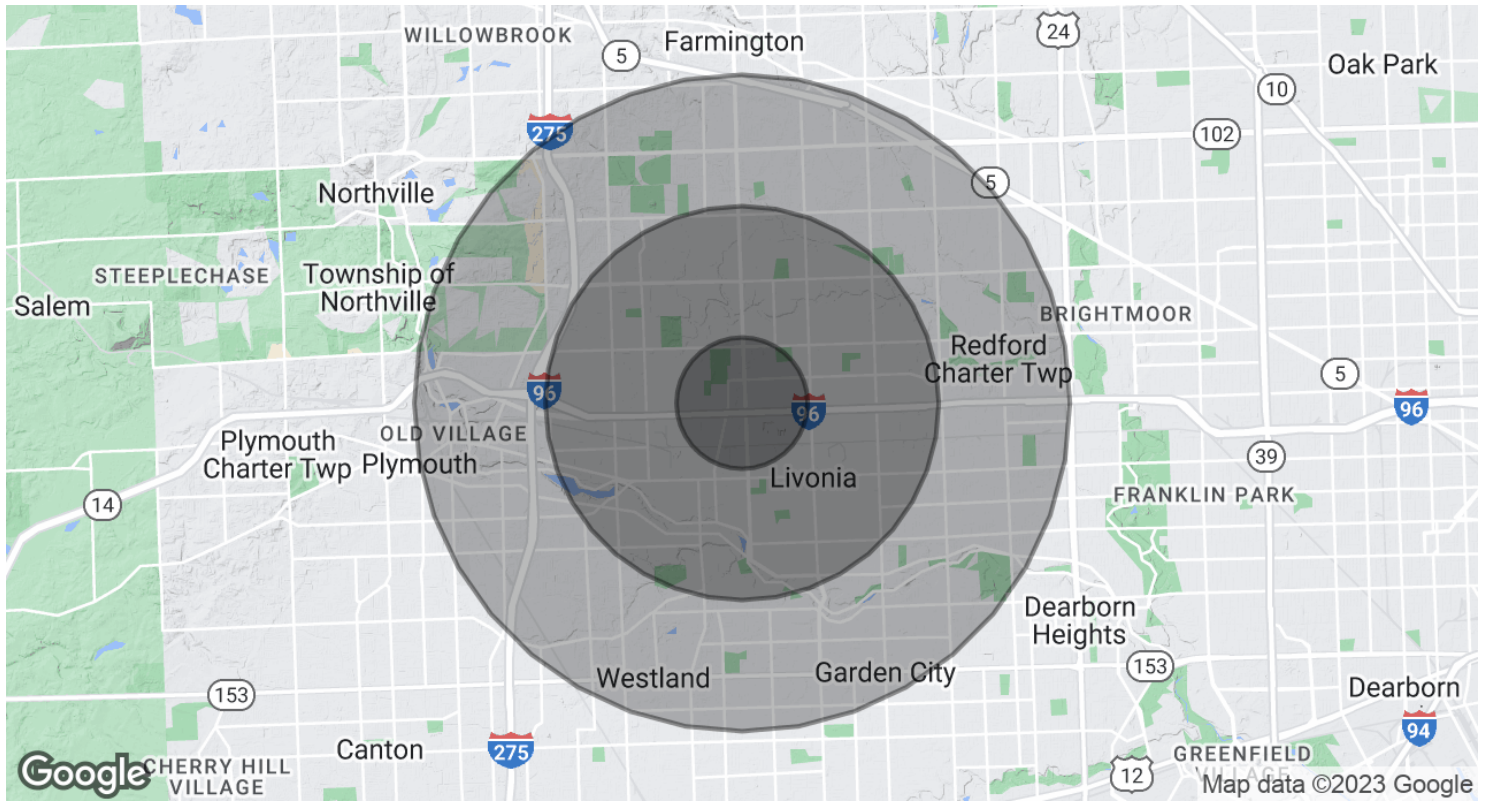 WILLOWBROOK
Farmington
24
5
Oak Park
10
275
102
5
Northville
STEEPLECHASE
Township of
Northville
Salem
BRIGHTMOOR
Redford
Charter Twp
5
96
96
96
OLD VILLAGE
Plymouth
Charter Twp
Plymouth
39
Livonia
14
FRANKLIN PARK
Dearborn
Heights
153
Westland
Garden City
153
Dearborn
94
Canton
275
GREENFIELD
VILLAGE
12
Google
CHERRY HILL
VILLAGE
Map data ©2023 Google